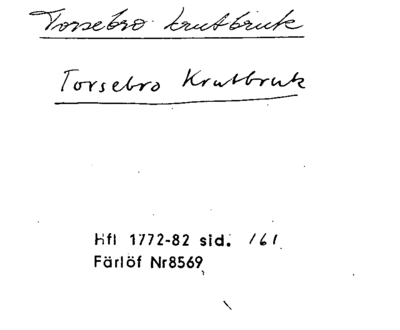 Torsebro krutbruk
Torsebro Krutbruk
Hfl 1772-82 sid. 161
Färlöf Nr8569